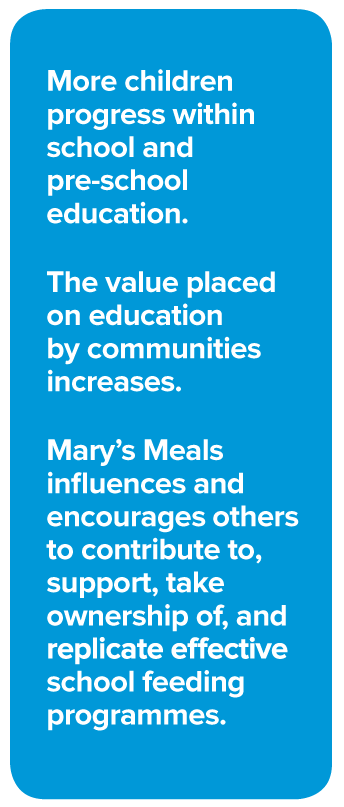 More children
progress within
school and
pre-school
education.
The value placed
on education
by communities
increases.
Mary’s Meals
influences and
encourages others
to contribute to,
support, take
ownership of, and
replicate effective
school feeding
programmes.